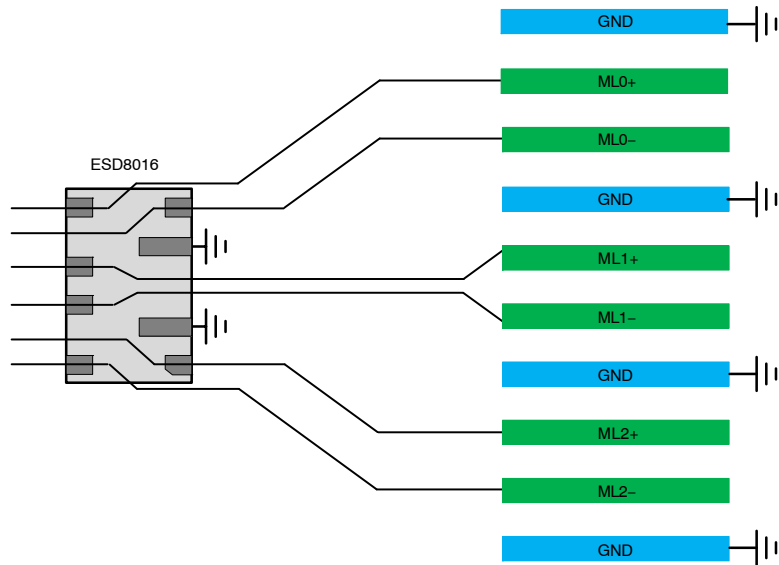 GND
ML0+
ML0−
ESD8016
GND
ML1+
ML1−
GND
ML2+
ML2−
GND